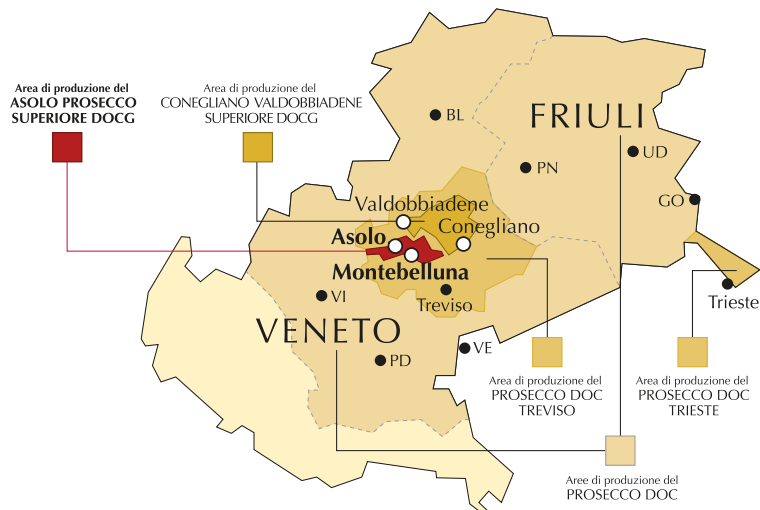 Area di produzione del
ASOLO PROSECCO
SUPERIORE DOCG
Area di produzione del
CONEGLIANO VALDOBBIADENE
SUPERIORE DOCG
BL
FRIULI
UD
PN
GO
Valdobbiadene
Conegliano
Asolo
Montebelluna
Treviso
Trieste
VI
VENETO
VE
PD
Area di produzione del
PROSECCO DOC
TREVISO
Area di produzione del
PROSECCO DOC
TRIESTE
Aree di produzione del
PROSECCO DOC